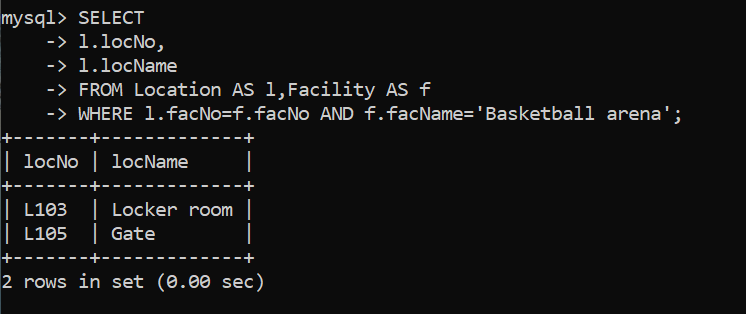 mysql> SELECT
    -> l.locNo,
    -> l.locName
    -> FROM Location AS l,Facility AS f
    -> WHERE l.facNo=f.facNo AND f.facName='Basketball arena';
+-------+-------------+
| locNo | locName     |
+-------+-------------+
| L103  | Locker room |
| L105  | Gate        |
+-------+-------------+
2 rows in set (0.00 sec)